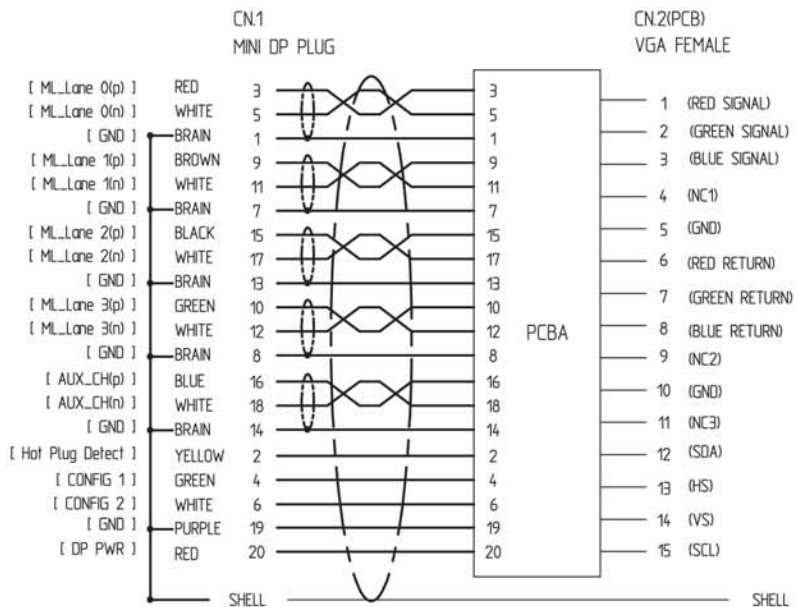 CN.1 CN.2(PCB)
MINI DP PLUG VGA FEMALE
[ ML_Lane 0(p) ] RED 3 3
[ ML_Lane 0(n) ] WHITE 5 5
[ GND ] BRAIN 1 1
[ ML_Lane 1(p) ] BROWN 9 9
[ ML_Lane 1(n) ] WHITE 11 11
[ GND ] BRAIN 7 7
[ ML_Lane 2(p) ] BLACK 15 15
[ ML_Lane 2(n) ] WHITE 17 17
[ GND ] BRAIN 13 13
[ ML_Lane 3(p) ] GREEN 10 10
[ ML_Lane 3(n) ] WHITE 12 12
[ GND ] BRAIN 8 8
[ AUX_CH(p) ] BLUE 16 16
[ AUX_CH(n) ] WHITE 18 18
[ GND ] BRAIN 14 14
[ Hot Plug Detect ] YELLOW 2 2
[ CONFIG 1 ] GREEN 4 4
[ CONFIG 2 ] WHITE 6 6
[ GND ] PURPLE 19 19
[ DP PWR ] RED 20 20
PCBA
1 (RED SIGNAL)
2 (GREEN SIGNAL)
3 (BLUE SIGNAL)
4 (NC1)
5 (GND)
6 (RED RETURN)
7 (GREEN RETURN)
8 (BLUE RETURN)
9 (NC2)
10 (GND)
11 (NC3)
12 (SDA)
13 (HS)
14 (VS)
15 (SCL)
SHELL SHELL